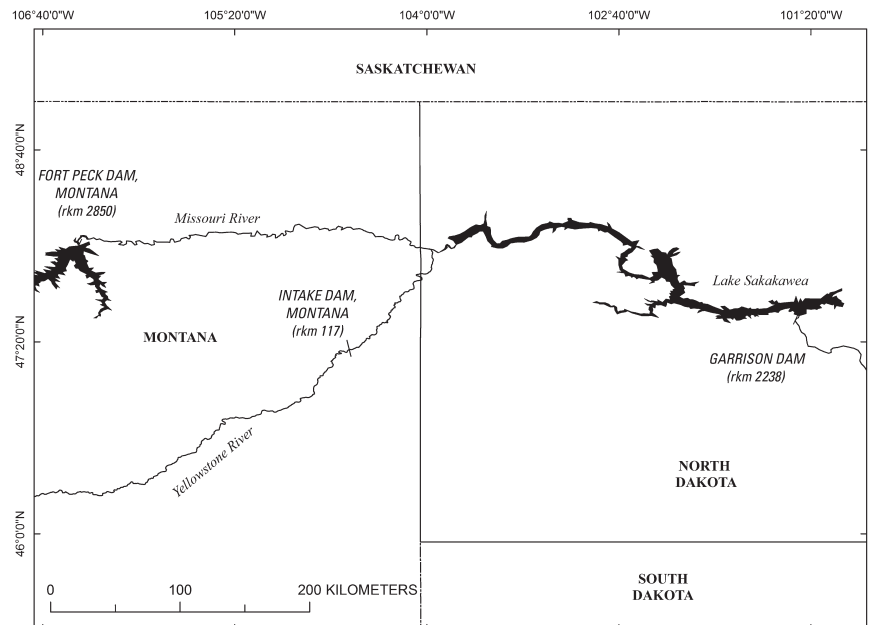 106°40'0"W
105°20'0"W
104°0'0"W
102°40'0"W
101°20'0"W
SASKATCHEWAN
48°40'0"N
FORT PECK DAM,
MONTANA
(rkm 2850)
Missouri River
INTAKE DAM,
MONTANA
(rkm 117)
Lake Sakakawea
47°20'0"N
MONTANA
GARRISON DAM
(rkm 2238)
Yellowstone River
NORTH
DAKOTA
46°0'0"N
SOUTH
DAKOTA
0 100 200 KILOMETERS